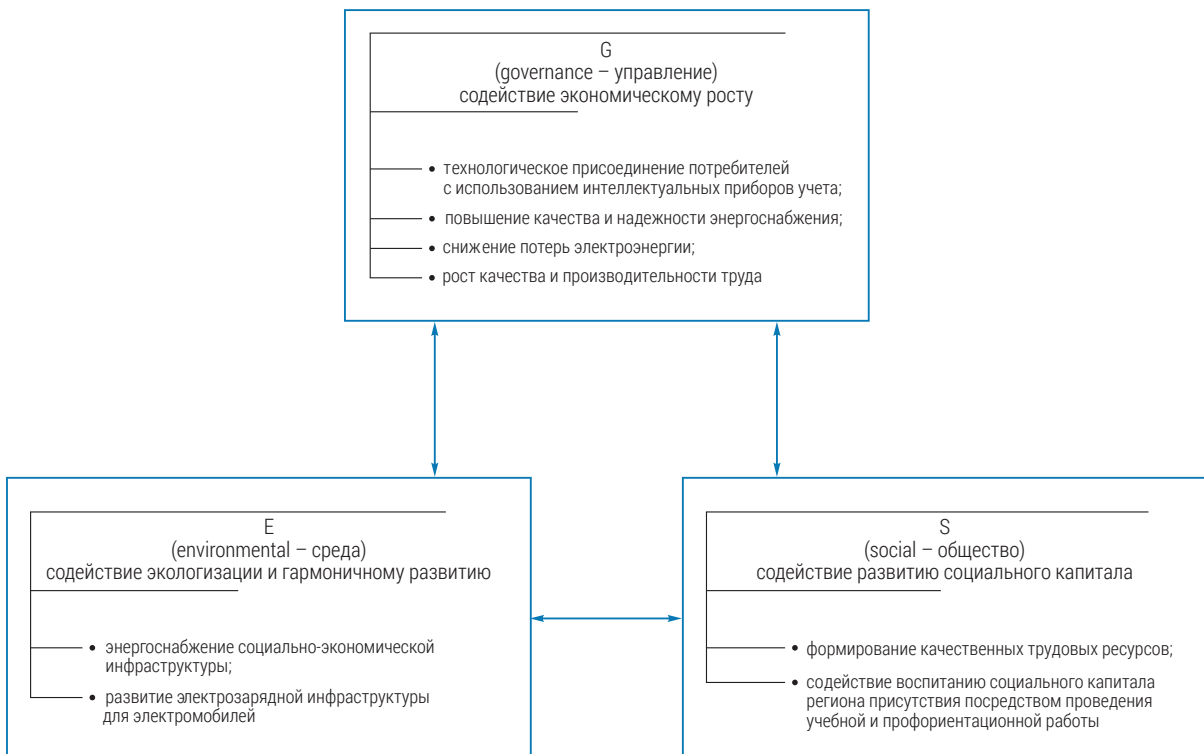 G
(governance – управление)
содействие экономическому росту
• технологическое присоединение потребителей
с использованием интеллектуальных приборов учета;
• повышение качества и надежности энергоснабжения;
• снижение потерь электроэнергии;
• рост качества и производительности труда
E
(environmental – среда)
содействие экологизации и гармоничному развитию
• энергоснабжение социально-экономической
инфраструктуры;
• развитие электрозарядной инфраструктуры
для электромобилей
S
(social – общество)
содействие развитию социального капитала
• формирование качественных трудовых ресурсов;
• содействие воспитанию социального капитала
региона присутствия посредством проведения
учебной и профориентационной работы